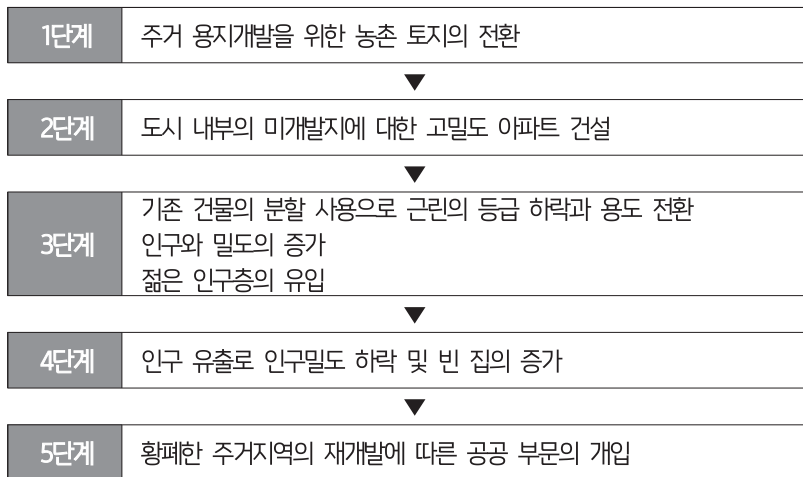 1단계 주거 용지개발을 위한 농촌 토지의 전환
2단계 도시 내부의 미개발지에 대한 고밀도 아파트 건설
3단계 기존 건물의 분할 사용으로 근린의 등급 하락과 용도 전환
인구와 밀도의 증가
젊은 인구층의 유입
4단계 인구 유출로 인구밀도 하락 및 빈 집의 증가
5단계 황폐한 주거지역의 재개발에 따른 공공 부문의 개입